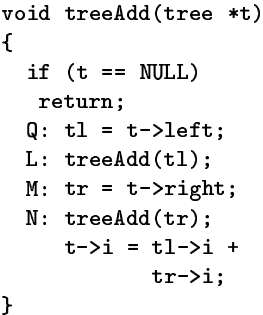 void treeAdd(tree *t)
{
if (t == NULL)
return;
Q: tl = t->left;
L: treeAdd(tl);
M: tr = t->right;
N: treeAdd(tr);
t->i = tl->i +
tr->i;
}